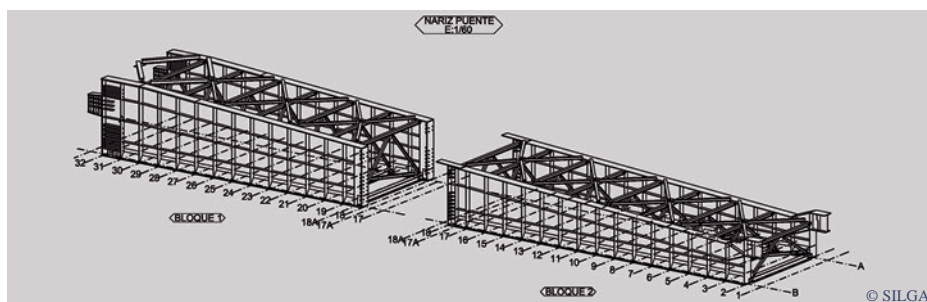 NARIZ PUENTE
E:1/60
32 31 30 29 28 27 26 25 24 23 22 21 20 19 18 17
18A 17A
BLOQUE 1
18 17 16 15 14 13 12 11 10 9 8 7 6 5 4 3 2 1
18A 17A
A
B
BLOQUE 2
© SILGA